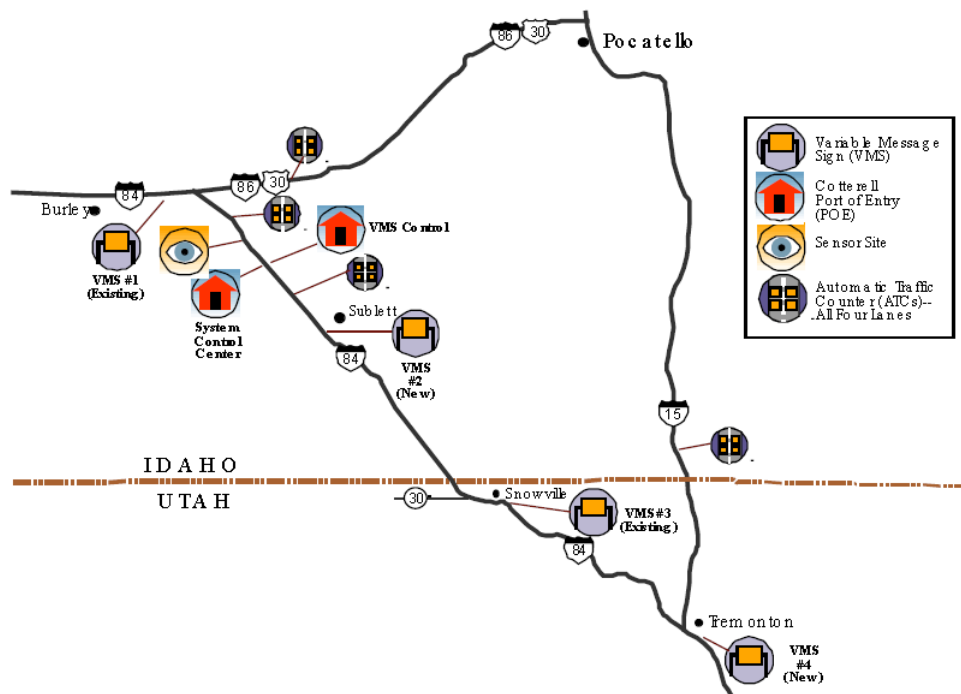 86
30
Pocatello
Variable Message
Sign (VMS)
Cotterell
Port of Entry
(POE)
Sensor Site
Automatic Traffic
Counter (ATCs)--
All Four Lanes
84
86
30
Burley
VMS Control
VMS #1
(Existing)
System
Control
Center
Sublett
84
VMS
#2
(New)
15
IDAHO
UTAH
30
Snowville
VMS #3
(Existing)
84
Tremonton
VMS
#4
(New)